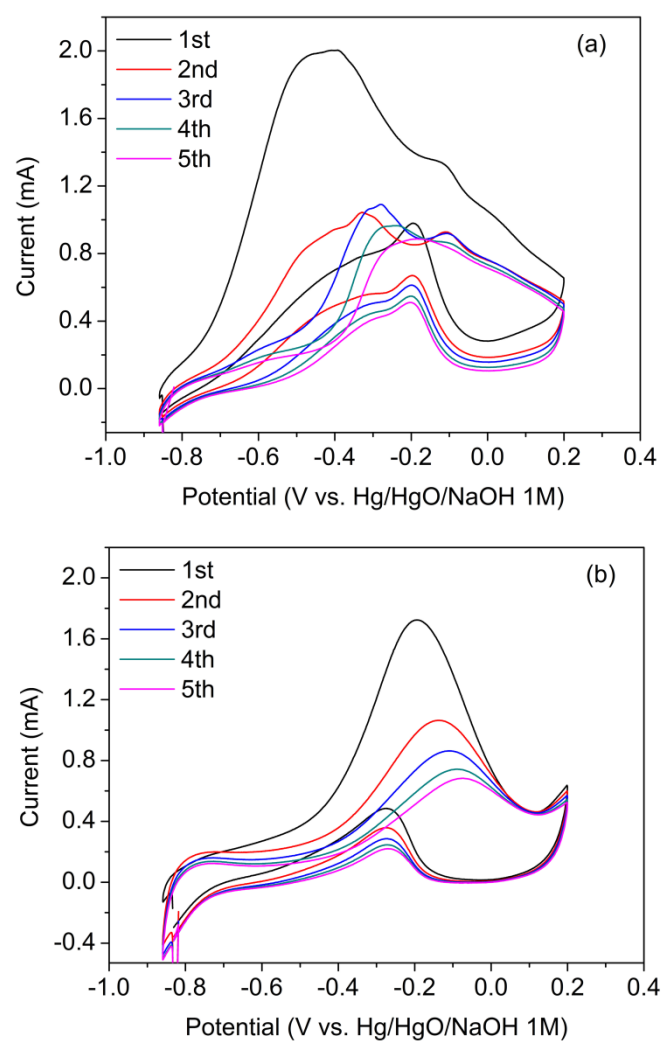 (a)
1st
2nd
3rd
4th
5th
2.0
1.6
1.2
0.8
0.4
0.0
Current (mA)
-1.0 -0.8 -0.6 -0.4 -0.2 0.0 0.2 0.4
Potential (V vs. Hg/HgO/NaOH 1M)
(b)
1st
2nd
3rd
4th
5th
2.0
1.6
1.2
0.8
0.4
0.0
-0.4
Current (mA)
-1.0 -0.8 -0.6 -0.4 -0.2 0.0 0.2 0.4
Potential (V vs. Hg/HgO/NaOH 1M)